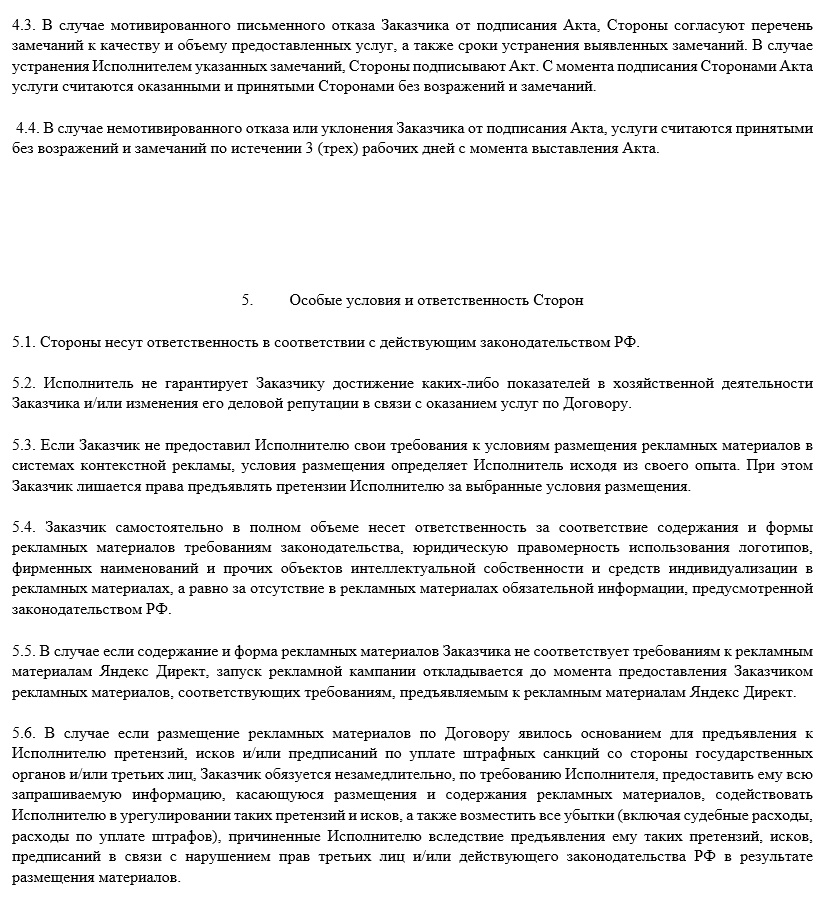 4.3. В случае мотивированного письменного отказа Заказчика от подписания Акта, Стороны согласуют перечень
замечаний к качеству и объему предоставленных услуг, а также сроки устранения выявленных замечаний. В случае
устранения Исполнителем указанных замечаний, Стороны подписывают Акт. С момента подписания Сторонами Акта
услуги считаются оказанными и принятыми Сторонами без возражений и замечаний.
4.4. В случае немотивированного отказа или уклонения Заказчика от подписания Акта, услуги считаются принятыми
без возражений и замечаний по истечении 3 (трех) рабочих дней с момента выставления Акта.
5. Особые условия и ответственность Сторон
5.1. Стороны несут ответственность в соответствии с действующим законодательством РФ.
5.2. Исполнитель не гарантирует Заказчику достижение каких-либо показателей в хозяйственной деятельности
Заказчика и/или изменения его деловой репутации в связи с оказанием услуг по Договору.
5.3. Если Заказчик не предоставил Исполнителю свои требования к условиям размещения рекламных материалов в
системах контекстной рекламы, условия размещения определяет Исполнитель исходя из своего опыта. При этом
Заказчик лишается права предъявлять претензии Исполнителю за выбранные условия размещения.
5.4. Заказчик самостоятельно в полном объеме несет ответственность за соответствие содержания и формы
рекламных материалов требованиям законодательства, юридическую правомерность использования логотипов,
фирменных наименований и прочих объектов интеллектуальной собственности и средств индивидуализации в
рекламных материалах, а равно за отсутствие в рекламных материалах обязательной информации, предусмотренной
законодательством РФ.
5.5. В случае если содержание и форма рекламных материалов Заказчика не соответствует требованиям к рекламным
материалам Яндекс Директ, запуск рекламной кампании откладывается до момента предоставления Заказчиком
рекламных материалов, соответствующих требованиям, предъявляемым к рекламным материалам Яндекс Директ.
5.6. В случае если размещение рекламных материалов по Договору явилось основанием для предъявления к
Исполнителю претензий, исков и/или предписаний по уплате штрафных санкций со стороны государственных
органов и/или третьих лиц, Заказчик обязуется незамедлительно, по требованию Исполнителя, предоставить ему всю
запрашиваемую информацию, касающуюся размещения и содержания рекламных материалов, содействовать
Исполнителю в урегулировании таких претензий и исков, а также возместить все убытки (включая судебные расходы,
расходы по уплате штрафов), причиненные Исполнителю вследствие предъявления ему таких претензий, исков,
предписаний в связи с нарушением прав третьих лиц и/или действующего законодательства РФ в результате
размещения материалов.